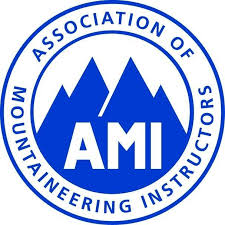 ASSOCIATION OF
MOUNTAINEERING INSTRUCTORS
AMI